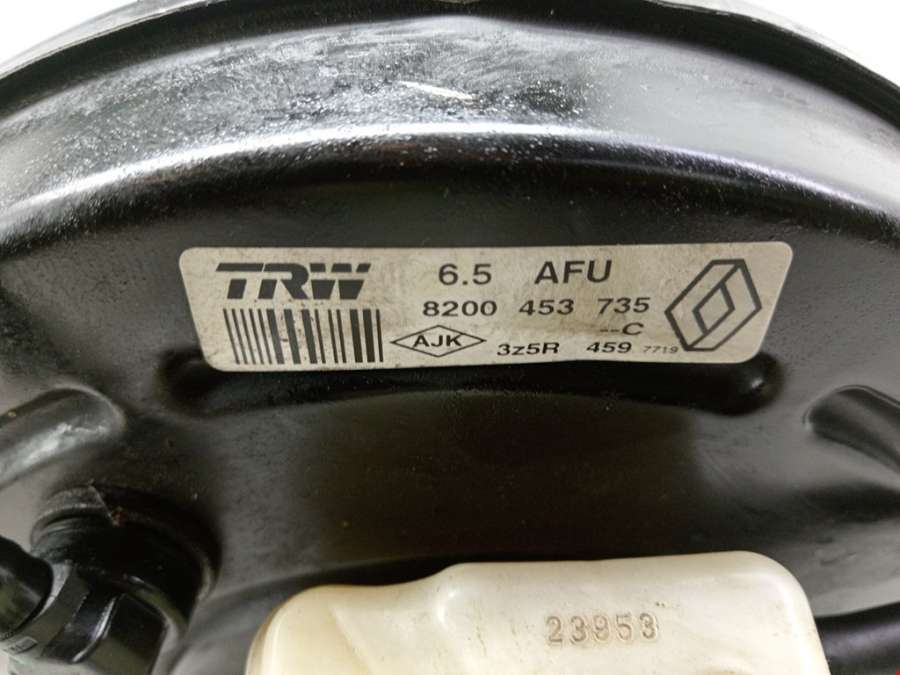 TRW 6.5 AFU
8200 453 735
--C
AJK 3z5R 459 7719
23953